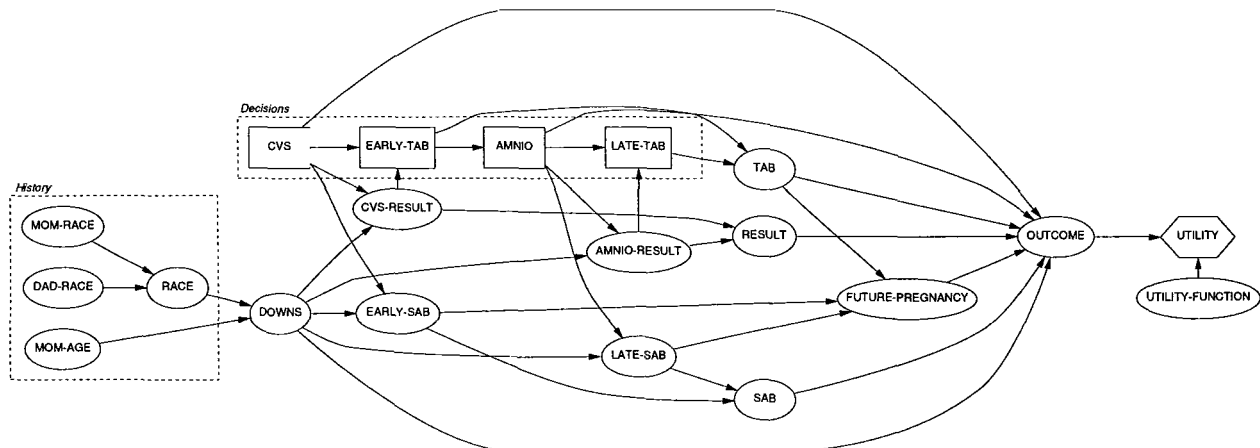 Decisions
CVS
EARLY-TAB
AMNIO
LATE-TAB
TAB
History
CVS-RESULT
MOM-RACE
RESULT
OUTCOME
UTILITY
AMNIO-RESULT
DAD-RACE
RACE
FUTURE-PREGNANCY
UTILITY-FUNCTION
DOWNS
EARLY-SAB
MOM-AGE
LATE-SAB
SAB